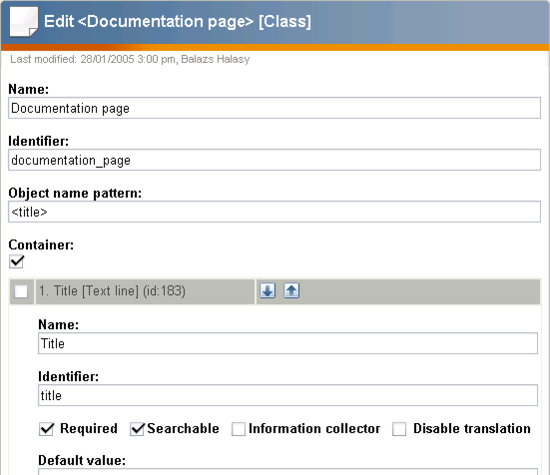 Edit <Documentation page> [Class]
Last modified: 28/01/2005 3:00 pm, Balazs Halasy
Name:
Documentation page
Identifier:
documentation_page
Object name pattern:
<title>
Container:
1. Title [Text line] (id:183)
Name:
Title
Identifier:
title
Required Searchable Information collector Disable translation
Default value: